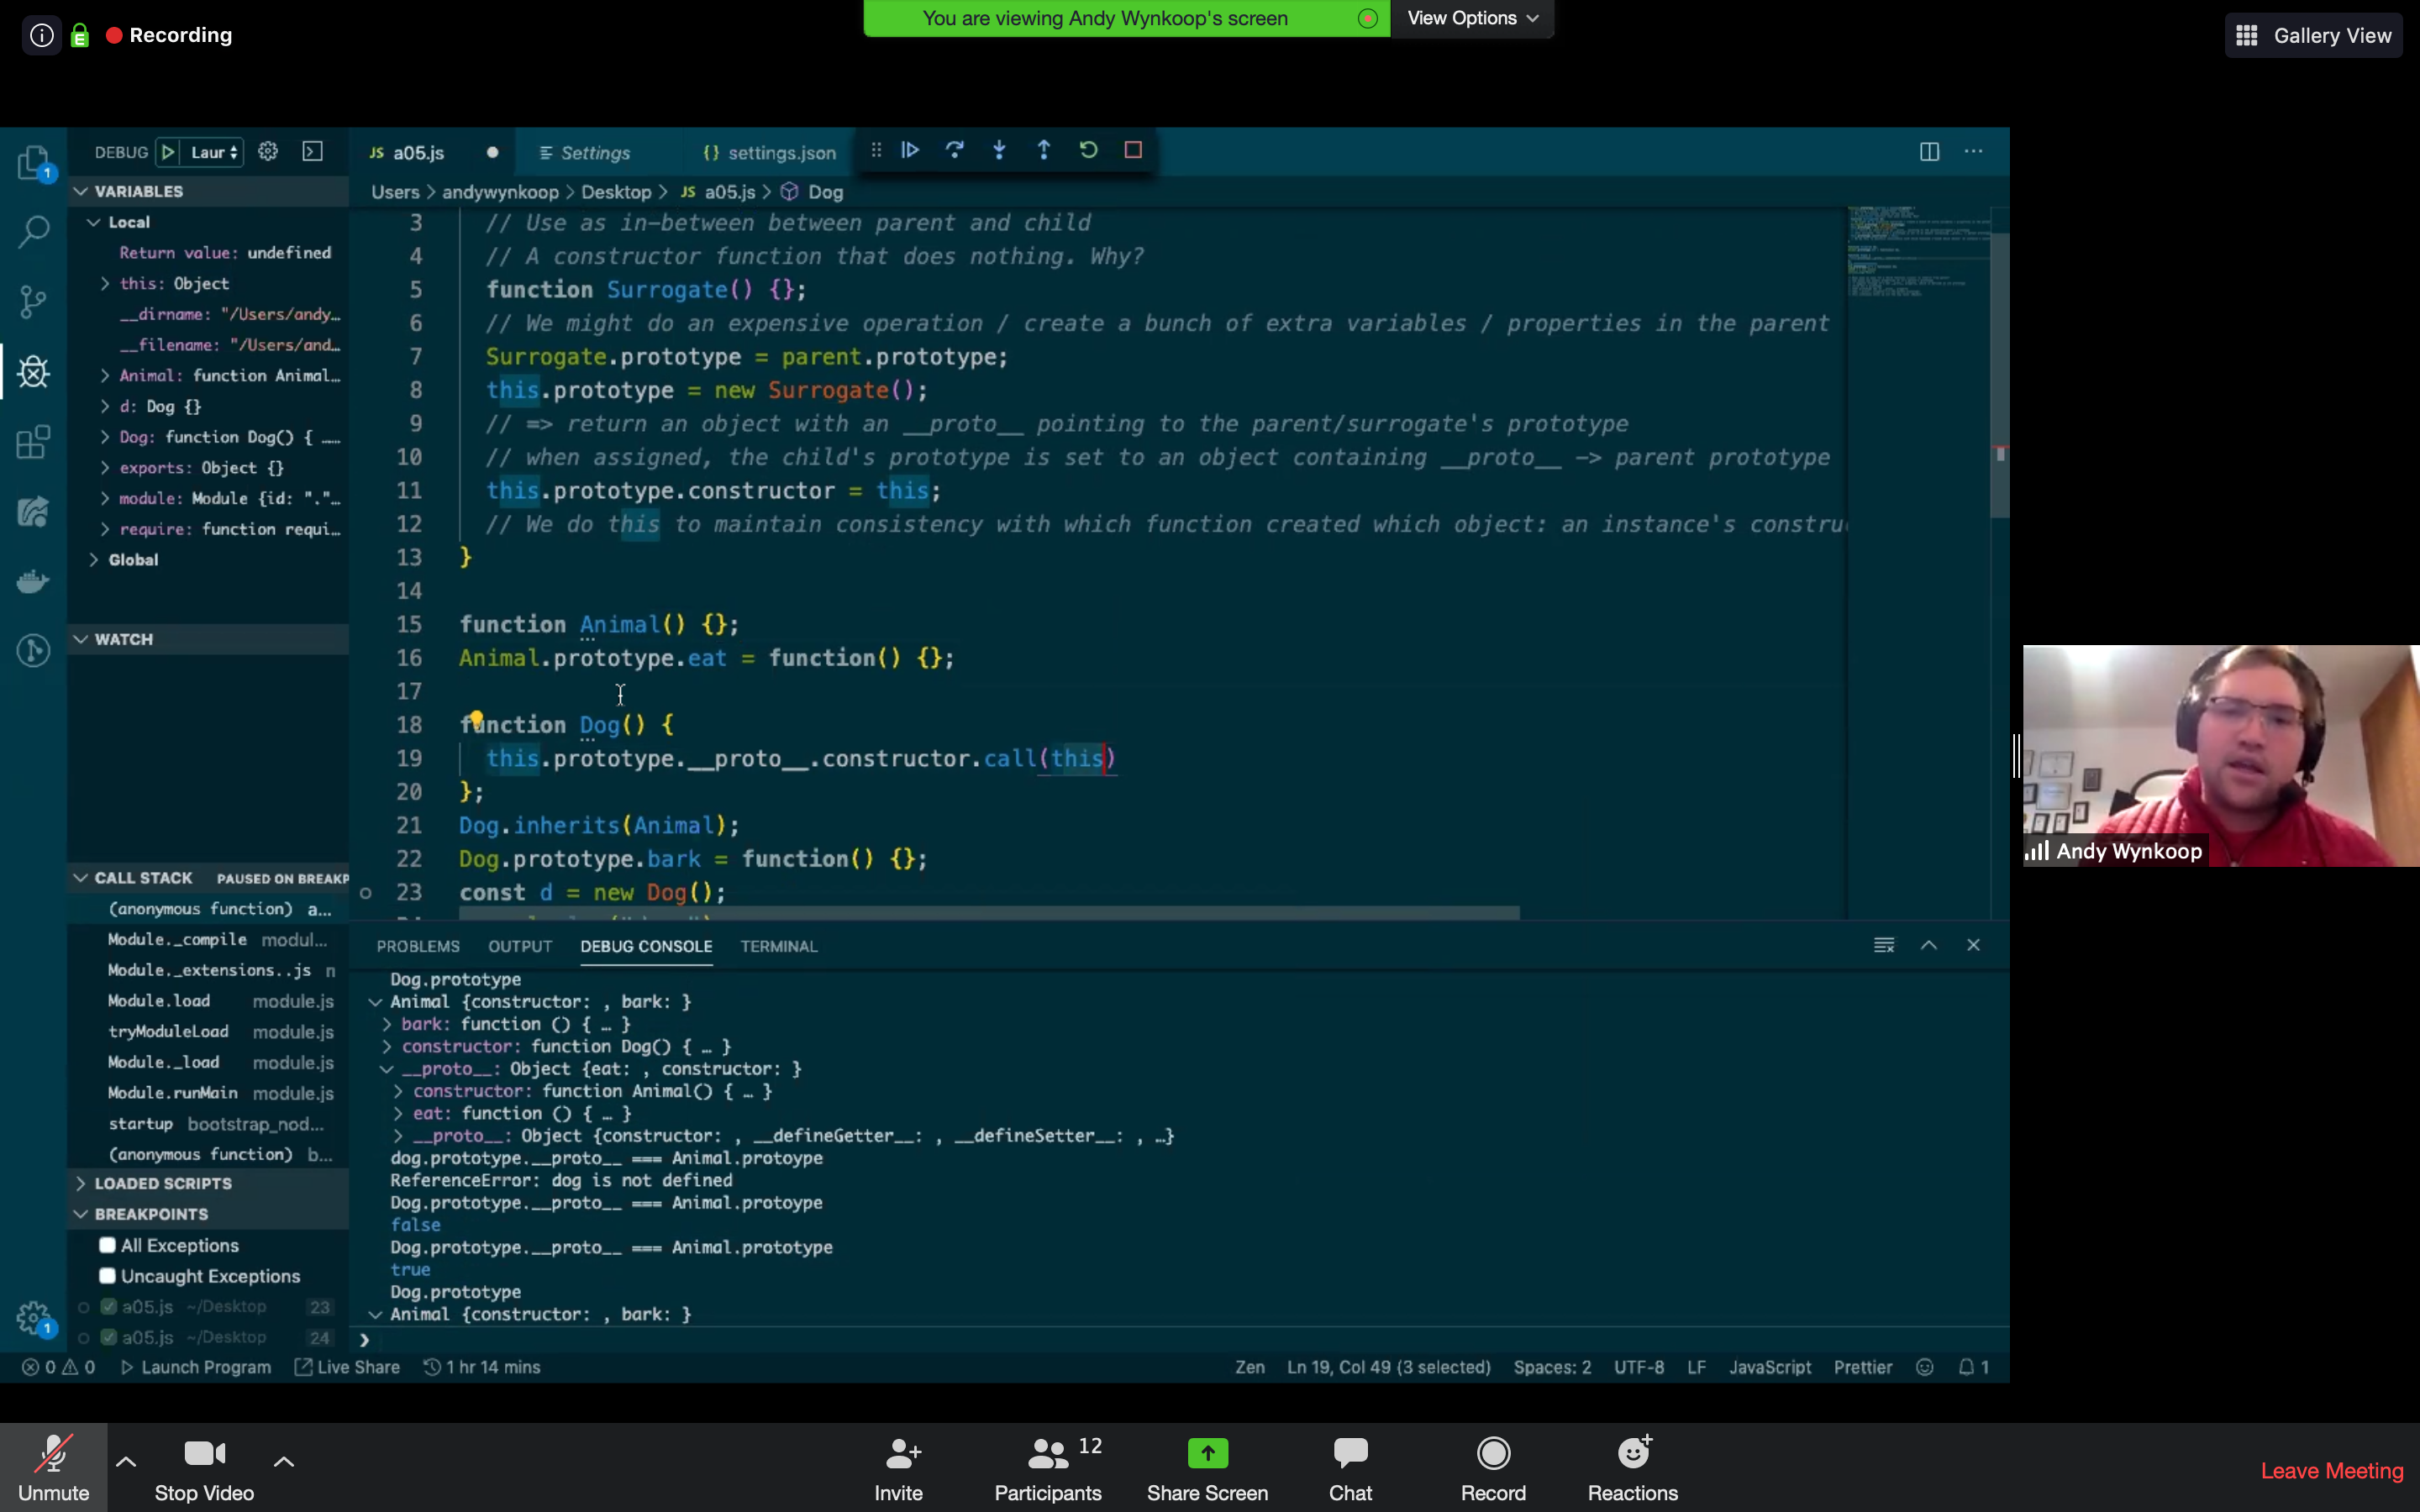 Recording
You are viewing Andy Wynkoop's screen
View Options
Gallery View
DEBUG
Laur
JS a05.js
Settings
{} settings.json
1
VARIABLES
Local
Return value: undefined
this: Object
__dirname: "/Users/andy…
__filename: "/Users/and…
Animal: function Animal…
d: Dog {}
Dog: function Dog() { ……
exports: Object {}
module: Module {id: "."…
require: function requi…
Global
WATCH
CALL STACK PAUSED ON BREAKP
(anonymous function) a…
Module._compile modul…
Module._extensions..js n
Module.load module.js
tryModuleLoad module.js
Module._load module.js
Module.runMain module.js
startup bootstrap_nod…
(anonymous function) b…
LOADED SCRIPTS
BREAKPOINTS
All Exceptions
Uncaught Exceptions
a05.js ~/Desktop 23
a05.js ~/Desktop 24
1
Users > andywynkoop > Desktop > JS a05.js > Dog
3 // Use as in-between between parent and child
4 // A constructor function that does nothing. Why?
5 function Surrogate() {};
6 // We might do an expensive operation / create a bunch of extra variables / properties in the parent
7 Surrogate.prototype = parent.prototype;
8 this.prototype = new Surrogate();
9 // => return an object with an __proto__ pointing to the parent/surrogate's prototype
10 // when assigned, the child's prototype is set to an object containing __proto__ -> parent prototype
11 this.prototype.constructor = this;
12 // We do this to maintain consistency with which function created which object: an instance's constru
13 }
14
15 function Animal() {};
16 Animal.prototype.eat = function() {};
17
18 function Dog() {
19 this.prototype.__proto__.constructor.call(this)
20 };
21 Dog.inherits(Animal);
22 Dog.prototype.bark = function() {};
23 const d = new Dog();
PROBLEMS OUTPUT DEBUG CONSOLE TERMINAL
Dog.prototype
Animal {constructor: , bark: }
bark: function () { … }
constructor: function Dog() { … }
__proto__: Object {eat: , constructor: }
constructor: function Animal() { … }
eat: function () { … }
__proto__: Object {constructor: , __defineGetter__: , __defineSetter__: , …}
dog.prototype.__proto__ === Animal.protoype
ReferenceError: dog is not defined
Dog.prototype.__proto__ === Animal.protoype
false
Dog.prototype.__proto__ === Animal.prototype
true
Dog.prototype
Animal {constructor: , bark: }
0 0 Launch Program Live Share 1 hr 14 mins
Zen Ln 19, Col 49 (3 selected) Spaces: 2 UTF-8 LF JavaScript Prettier 1
Andy Wynkoop
Unmute
Stop Video
Invite
Participants 12
Share Screen
Chat
Record
Reactions
Leave Meeting